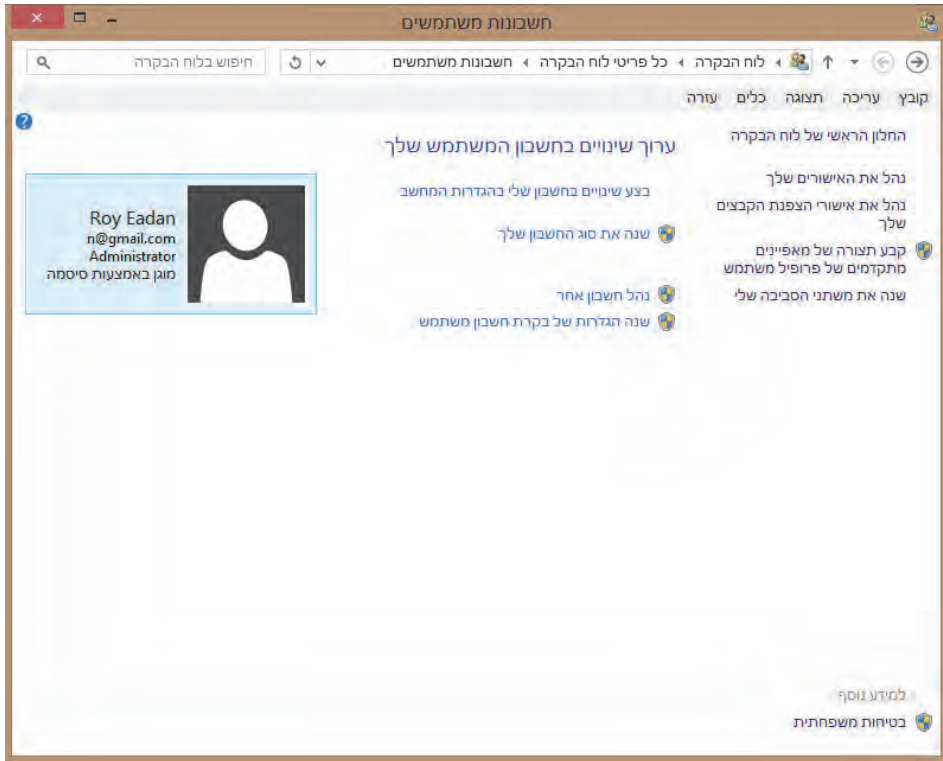 חשבונות משתמשים
לוח הבקרה
כל פריטי לוח הבקרה
חשבונות משתמשים
חיפוש בלוח הבקרה
קובץ עריכה תצוגה כלים עזרה
החלון הראשי של לוח הבקרה
נהל את האישורים שלך
נהל את אישורי הצפנת הקבצים
שלך
קבע תצורה של מאפיינים
מתקדמים של פרופיל משתמש
שנה את משתני הסביבה שלי
ערוך שינויים בחשבון המשתמש שלך
בצע שינויים בחשבון שלי בהגדרות המחשב
שנה את סוג החשבון שלך
נהל חשבון אחר
שנה הגדרות של בקרת חשבון משתמש
Roy Eadan
n@gmail.com
Administrator
מוגן באמצעות סיסמה
למידע נוסף
בטיחות משפחתית